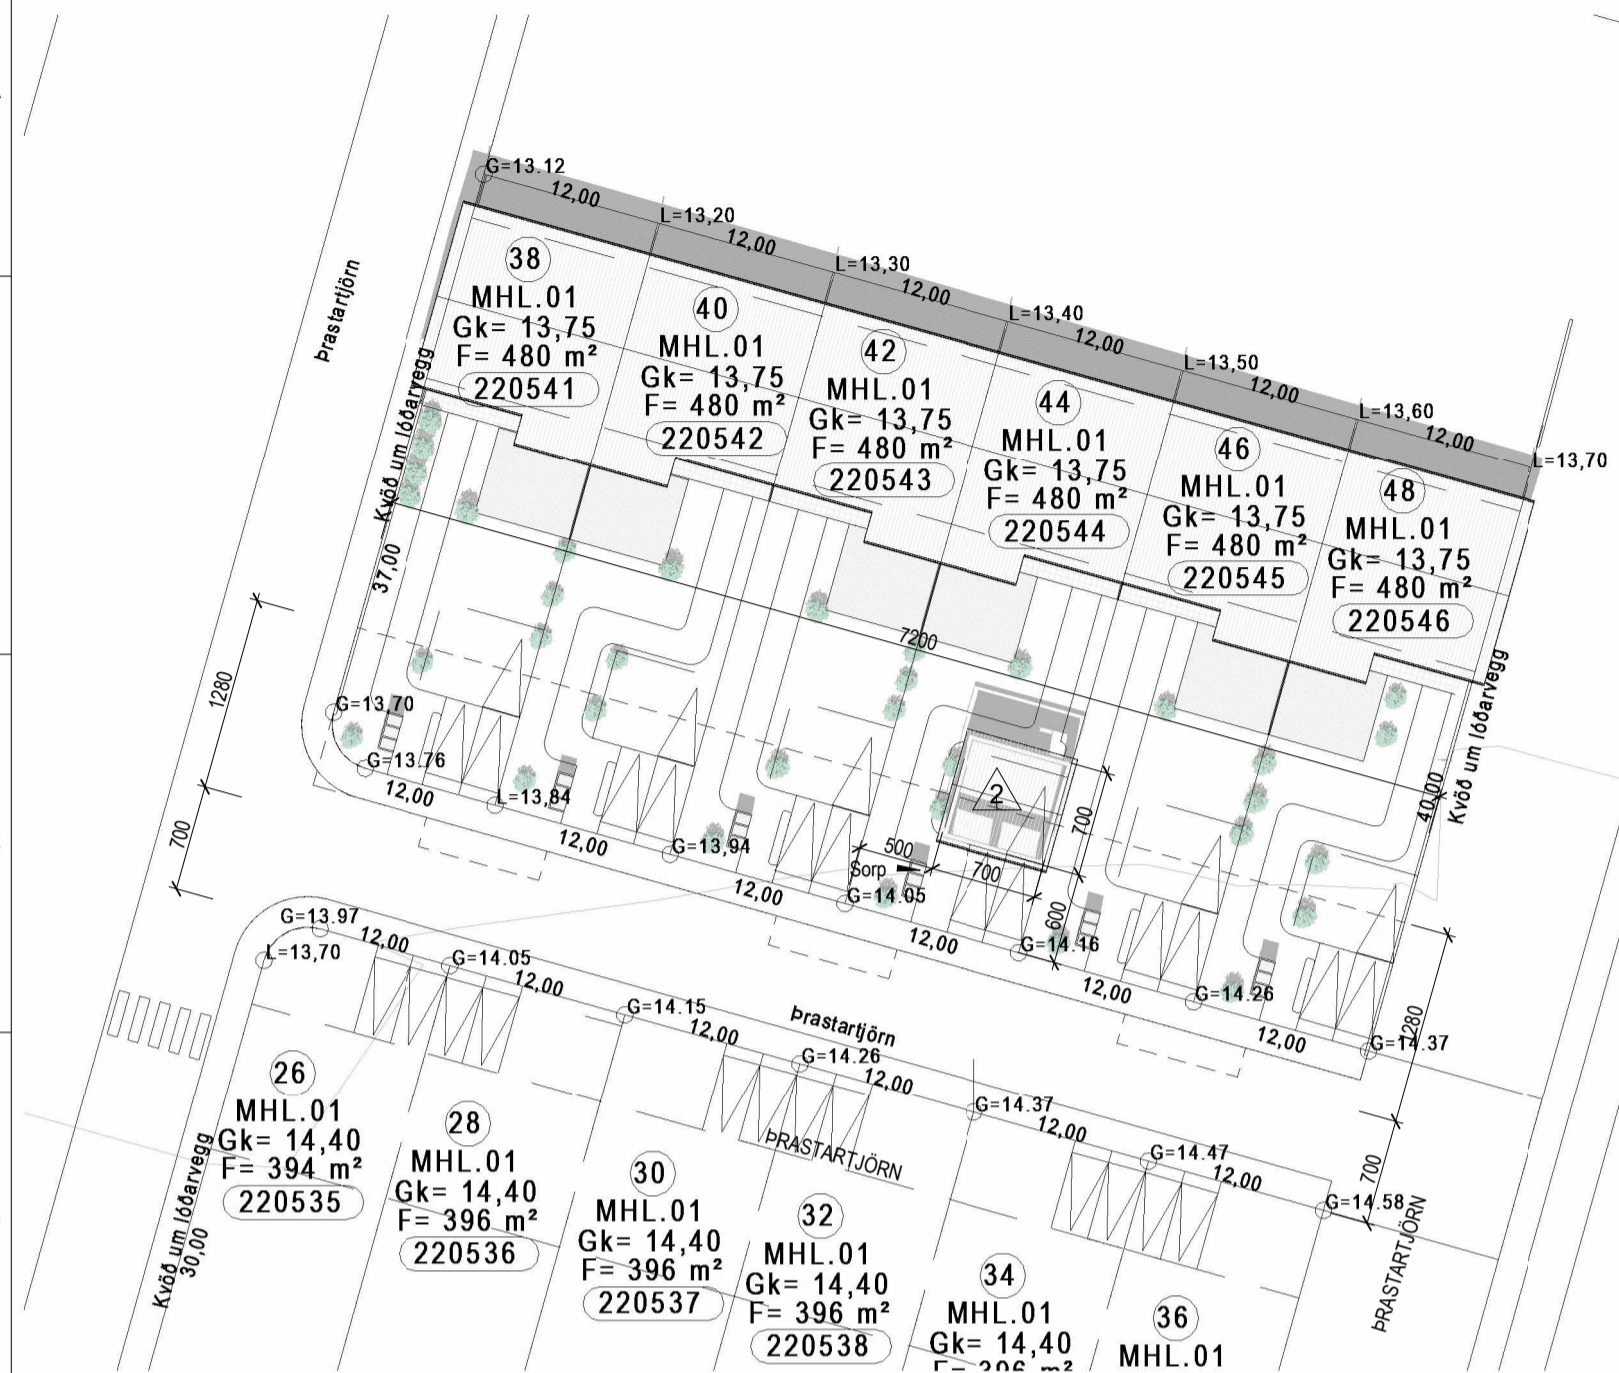 G=13.12
12,00
L=13,20
12,00
L=13,30
12,00
L=13,40
12,00
L=13,50
12,00
L=13,60
12,00
L=13,70
Þrastartjörn
Kvöð um lóðarvegg
37,00
38
MHL.01
Gk= 13,75
F= 480 m²
220541
40
MHL.01
Gk= 13,75
F= 480 m²
220542
42
MHL.01
Gk= 13,75
F= 480 m²
220543
44
MHL.01
Gk= 13,75
F= 480 m²
220544
46
MHL.01
Gk= 13,75
F= 480 m²
220545
48
MHL.01
Gk= 13,75
F= 480 m²
220546
Kvöð um lóðarvegg
40,00
7200
1280
700
2
700
500
Sorp
700
600
G=13,70
G=13.76
12,00
L=13,84
12,00
G=13,94
12,00
G=14.05
12,00
G=14.16
12,00
G=14.26
12,00
G=14.37
1280
700
G=13.97
L=13,70
12,00
G=14.05
12,00
G=14.15
12,00
Þrastartjörn
G=14.26
12,00
G=14.37
12,00
G=14.47
12,00
G=14.58
ÞRASTARTJÖRN
ÞRASTARTJÖRN
Kvöð um lóðarvegg
30,00
26
MHL.01
Gk= 14,40
F= 394 m²
220535
28
MHL.01
Gk= 14,40
F= 396 m²
220536
30
MHL.01
Gk= 14,40
F= 396 m²
220537
32
MHL.01
Gk= 14,40
F= 396 m²
220538
34
MHL.01
Gk= 14,40
F= 396 m²
36
MHL.01